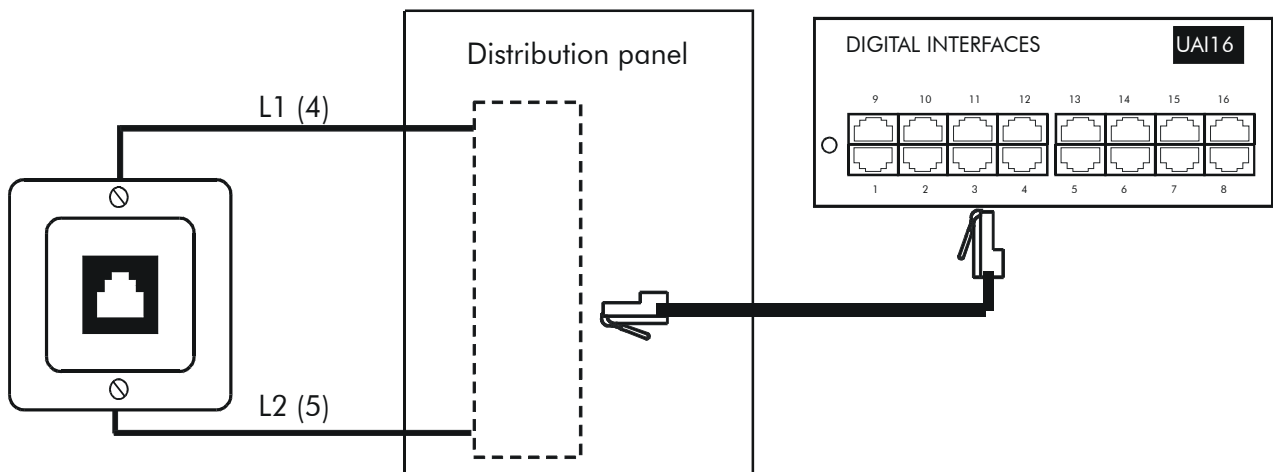 Distribution panel
DIGITAL INTERFACES
UAI16
L1 (4)
9 10 11 12 13 14 15 16
1 2 3 4 5 6 7 8
L2 (5)